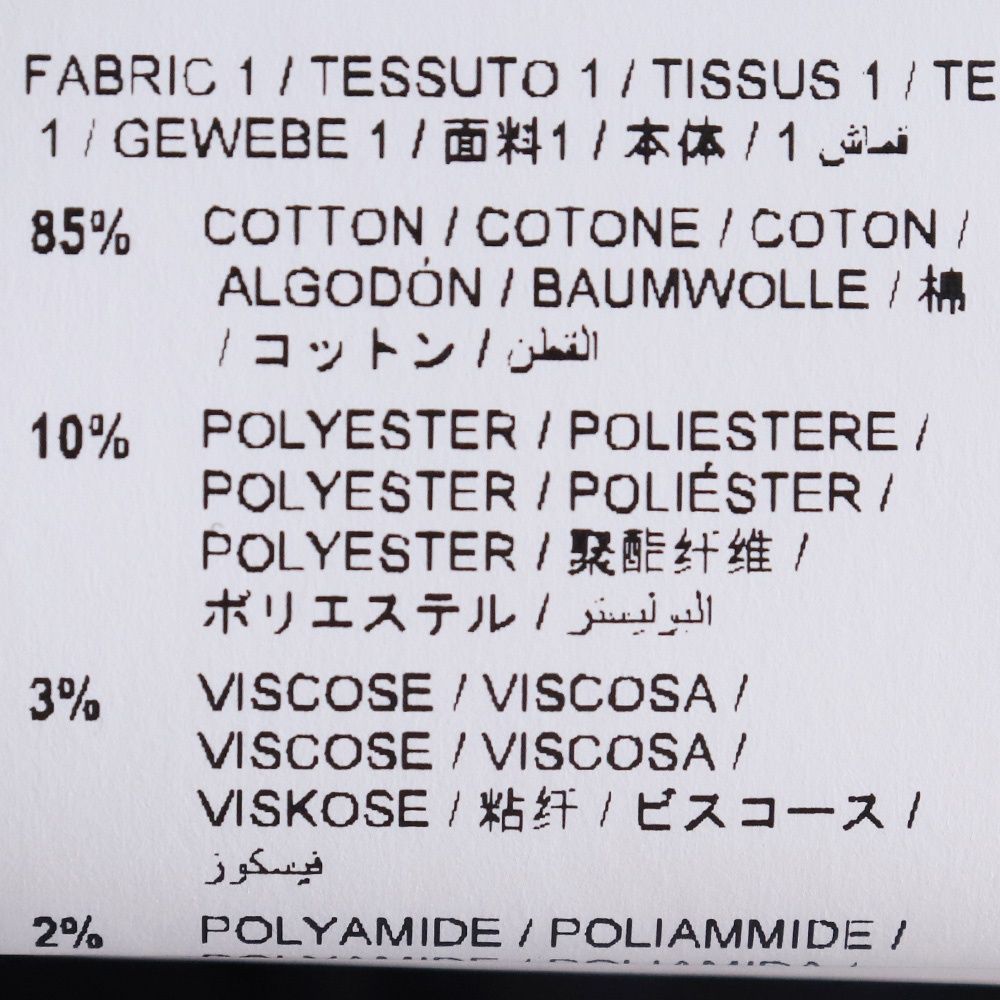 FABRIC 1 / TESSUTO 1 / TISSUS 1 / TE
1 / GEWEBE 1 / 面料1 / 本体 / 1 قماش
85% COTTON / COTONE / COTON /
ALGODÓN / BAUMWOLLE / 棉
/ コットン / القطن
10% POLYESTER / POLIESTERE /
POLYESTER / POLIÉSTER /
POLYESTER / 聚酯纤维 /
ポリエステル / البوليستر
3% VISCOSE / VISCOSA /
VISCOSE / VISCOSA /
VISKOSE / 粘纤 / ビスコース /
فيسكوز
2% POLYAMIDE / POLIAMMIDE /